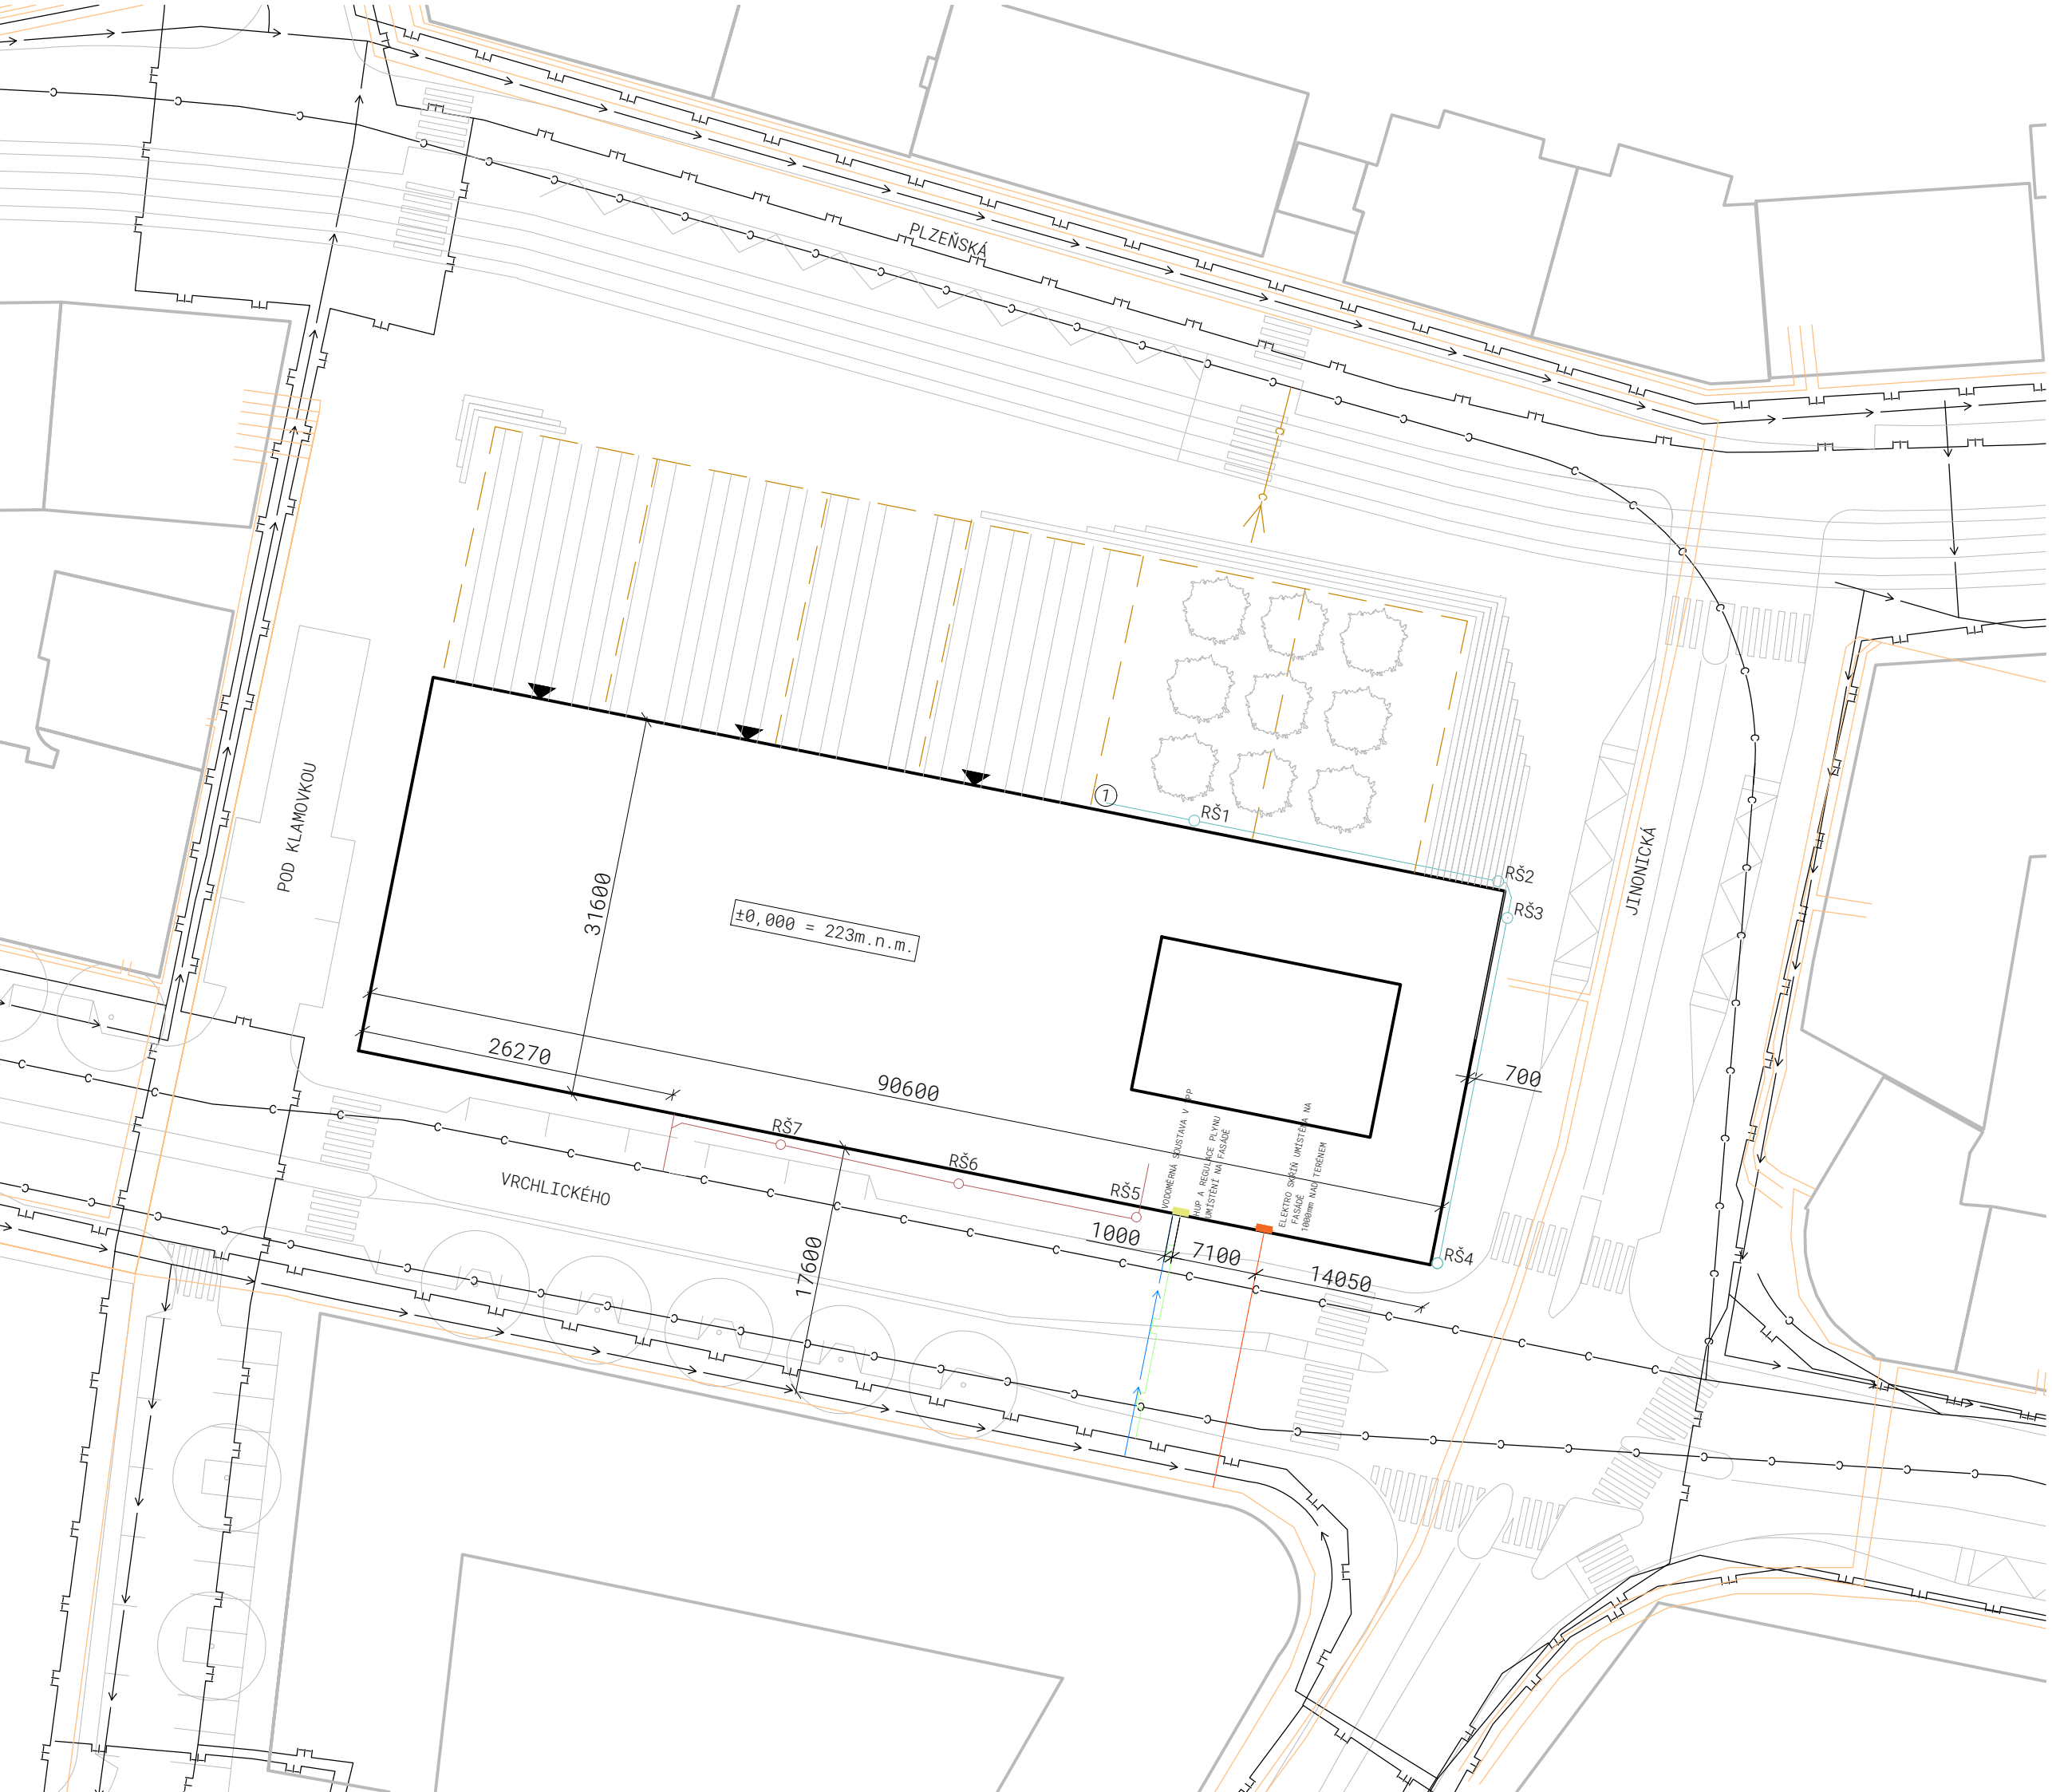 PLZEŇSKÁ
POD KLAMOVKOU
JINONICKÁ
VRCHLICKÉHO
1
RŠ1
RŠ2
RŠ3
31600
±0,000 = 223m.n.m.
26270
90600
700
RŠ7
RŠ6
RŠ5
RŠ4
VODOMĚRNÁ SOUSTAVA V PP
HUP A REGULACE PLYNU
UMÍSTĚNÍ NA FASÁDĚ
ELEKTRO SKŘÍŇ UMÍSTĚNA NA
FASÁDĚ
1000mm NAD TERÉNEM
1000
7100
14050
17600